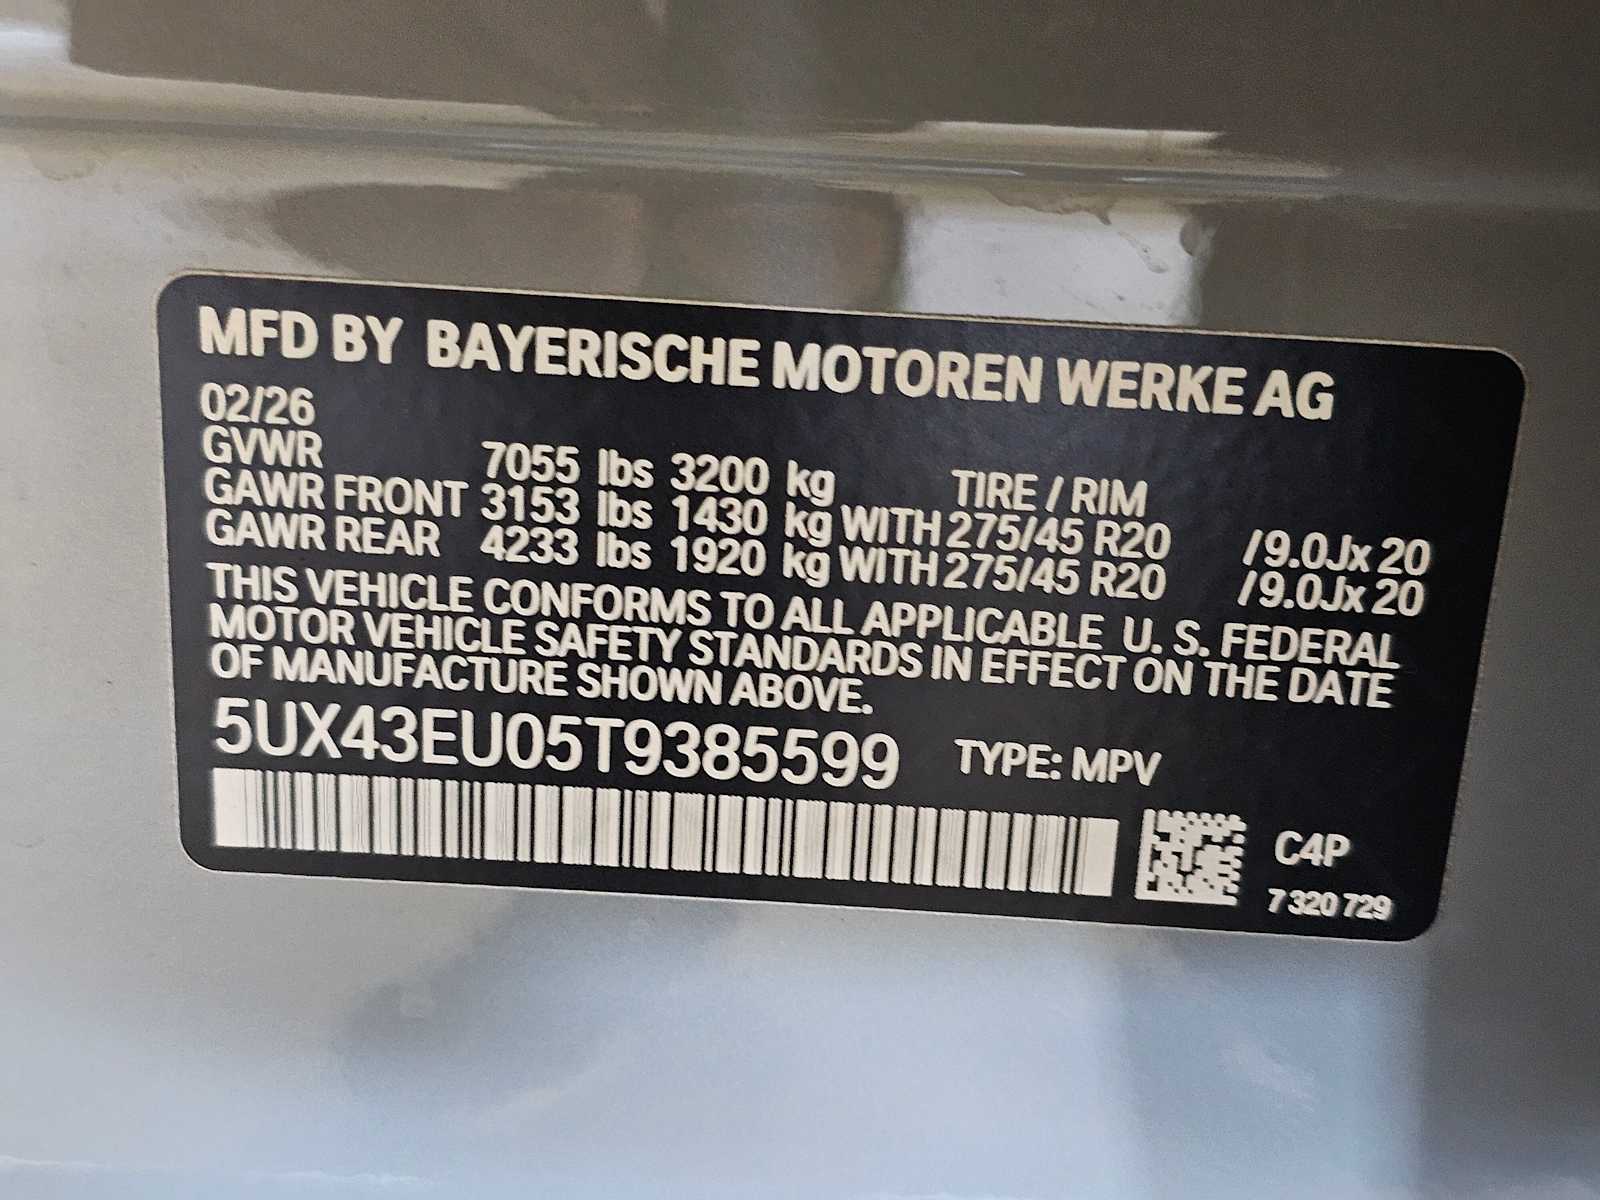 MFD BY BAYERISCHE MOTOREN WERKE AG
02/26
GVWR 7055 lbs 3200 kg TIRE / RIM
GAWR FRONT 3153 lbs 1430 kg WITH 275/45 R20 /9.0Jx 20
GAWR REAR 4233 lbs 1920 kg WITH 275/45 R20 /9.0Jx 20
THIS VEHICLE CONFORMS TO ALL APPLICABLE U. S. FEDERAL
MOTOR VEHICLE SAFETY STANDARDS IN EFFECT ON THE DATE
OF MANUFACTURE SHOWN ABOVE.
5UX43EU05T9385599 TYPE: MPV
C4P
7 320 729